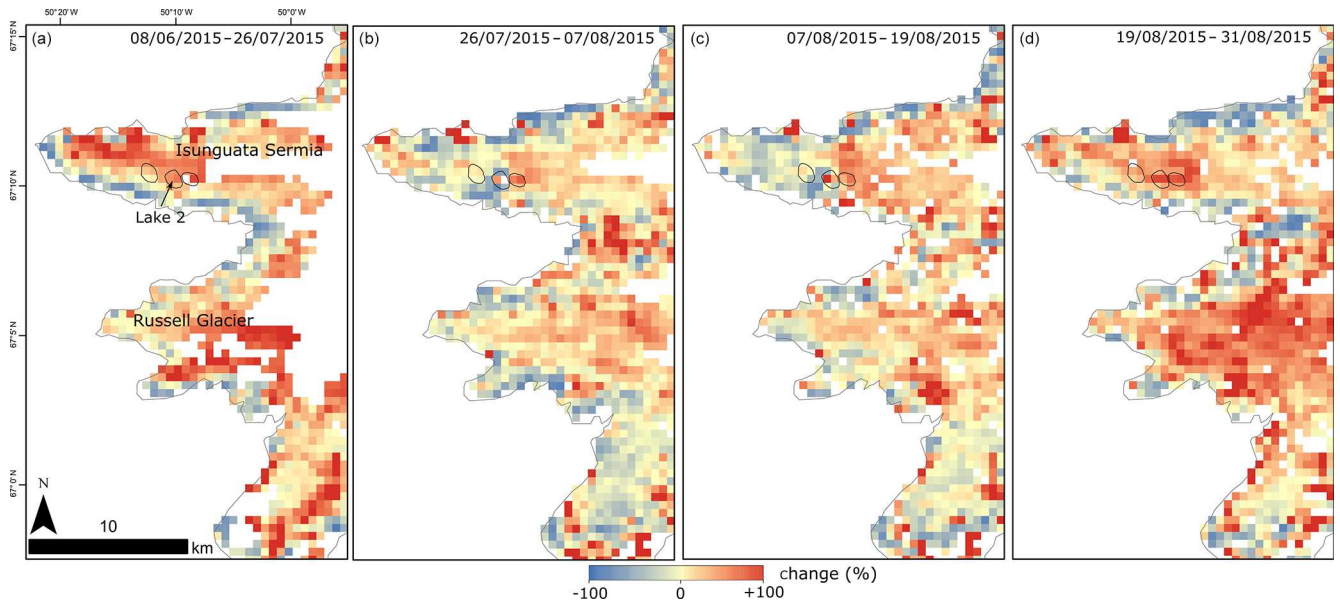 50°20'W 50°10'W 50°0'W
67°15'N
(a) 08/06/2015-26/07/2015
(b) 26/07/2015-07/08/2015
(c) 07/08/2015-19/08/2015
(d) 19/08/2015-31/08/2015
Isunguata Sermia
67°10'N
Lake 2
Russell Glacier
67°5'N
67°0'N
N
10
km
change (%)
-100 0 +100